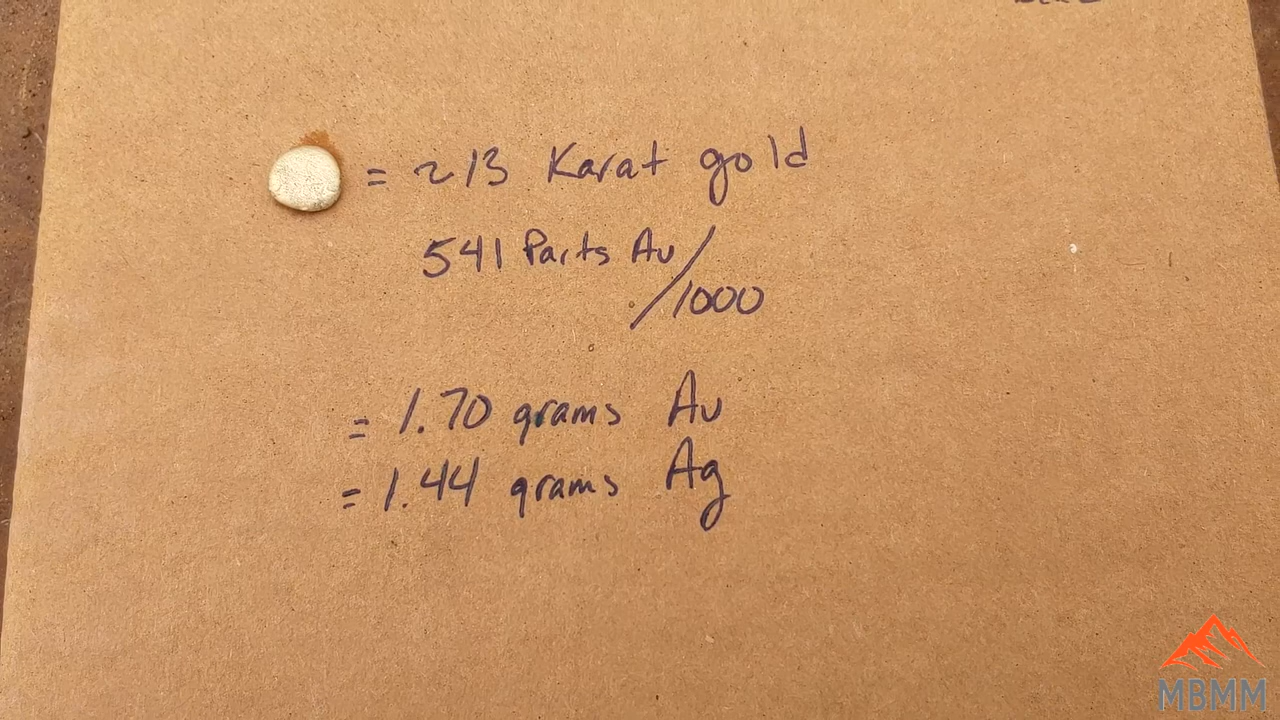 = ~13 Karat gold
541 Parts Au/
/1000
= 1.70 grams Au
= 1.44 grams Ag
MBMM